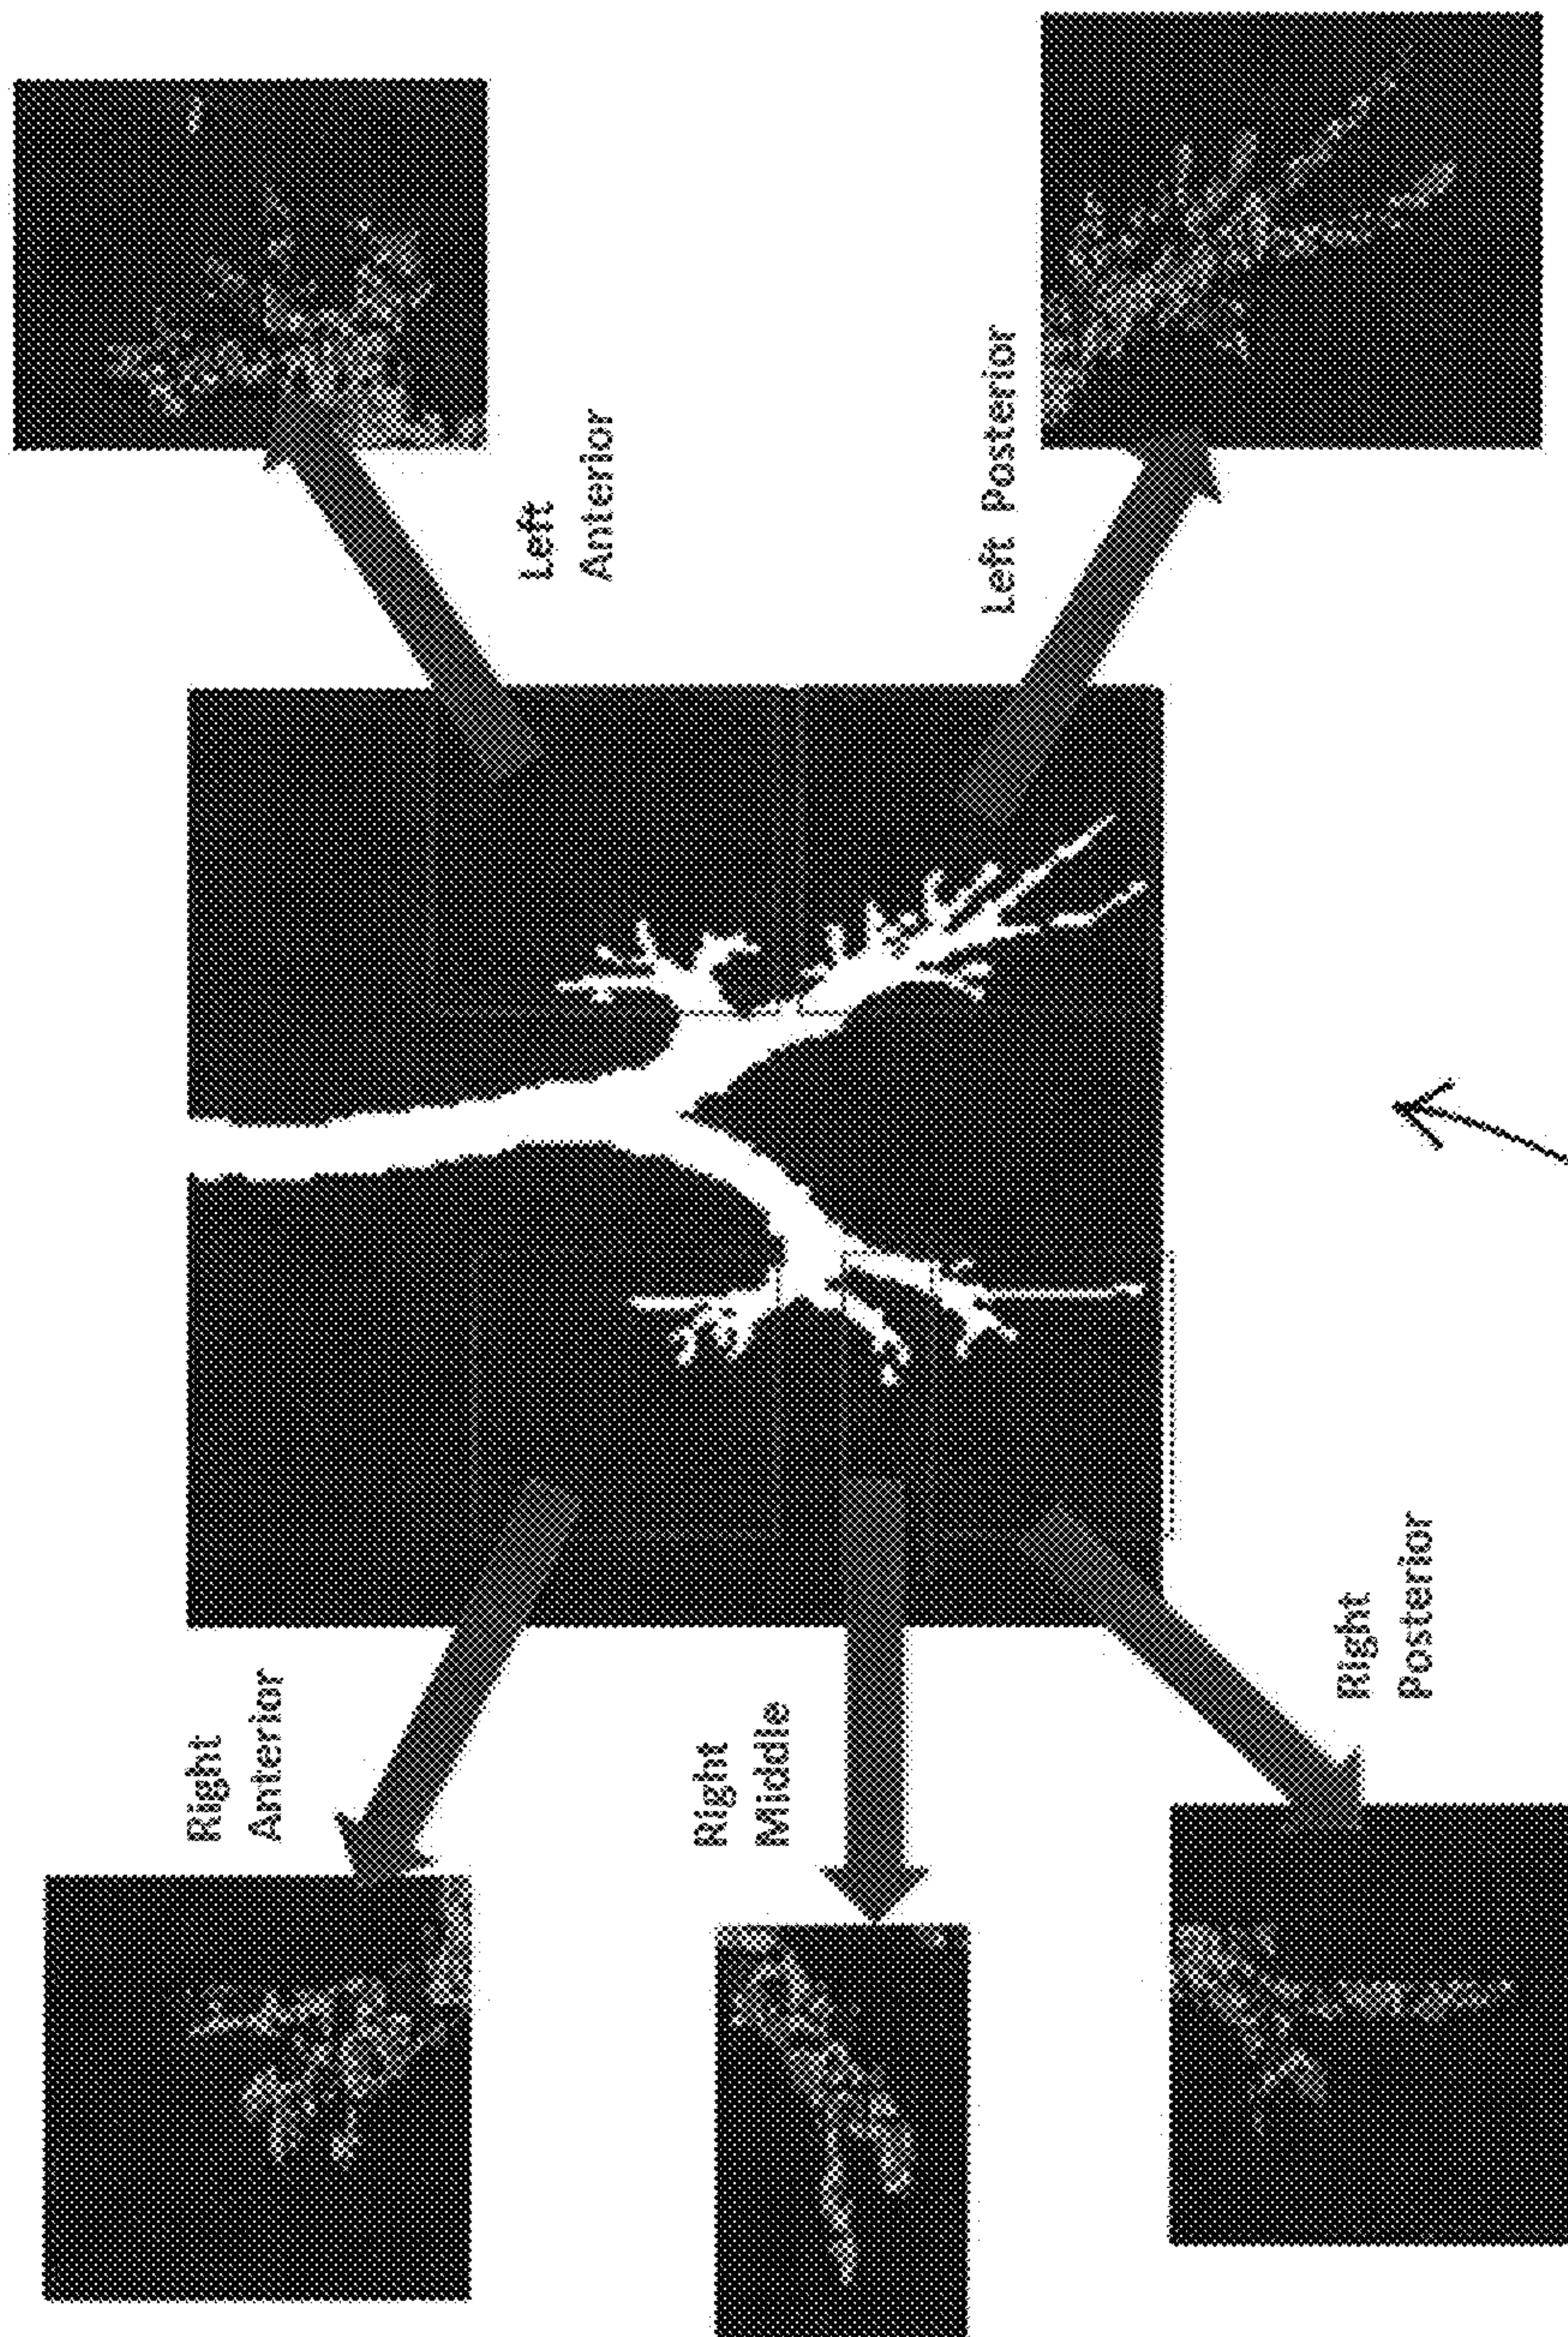 Right
Anterior
Right
Middle
Right
Posterior
Left
Anterior
Left Posterior